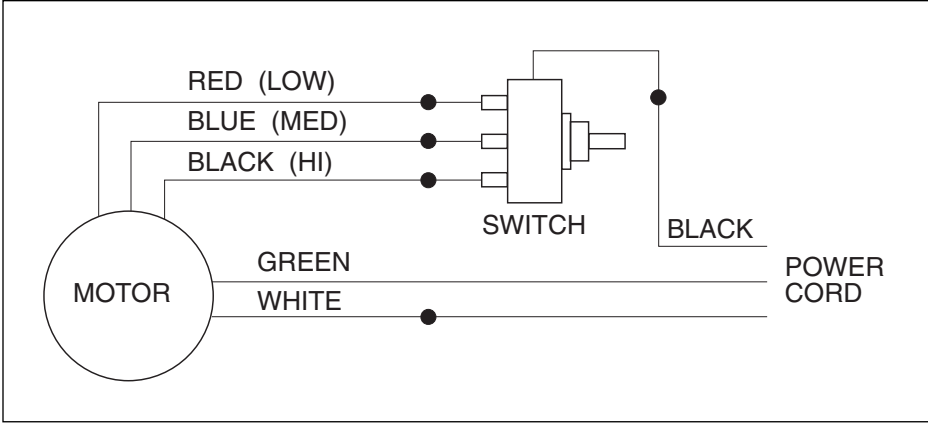 RED (LOW)
BLUE (MED)
BLACK (HI)
SWITCH
BLACK
GREEN
POWER
CORD
MOTOR
WHITE